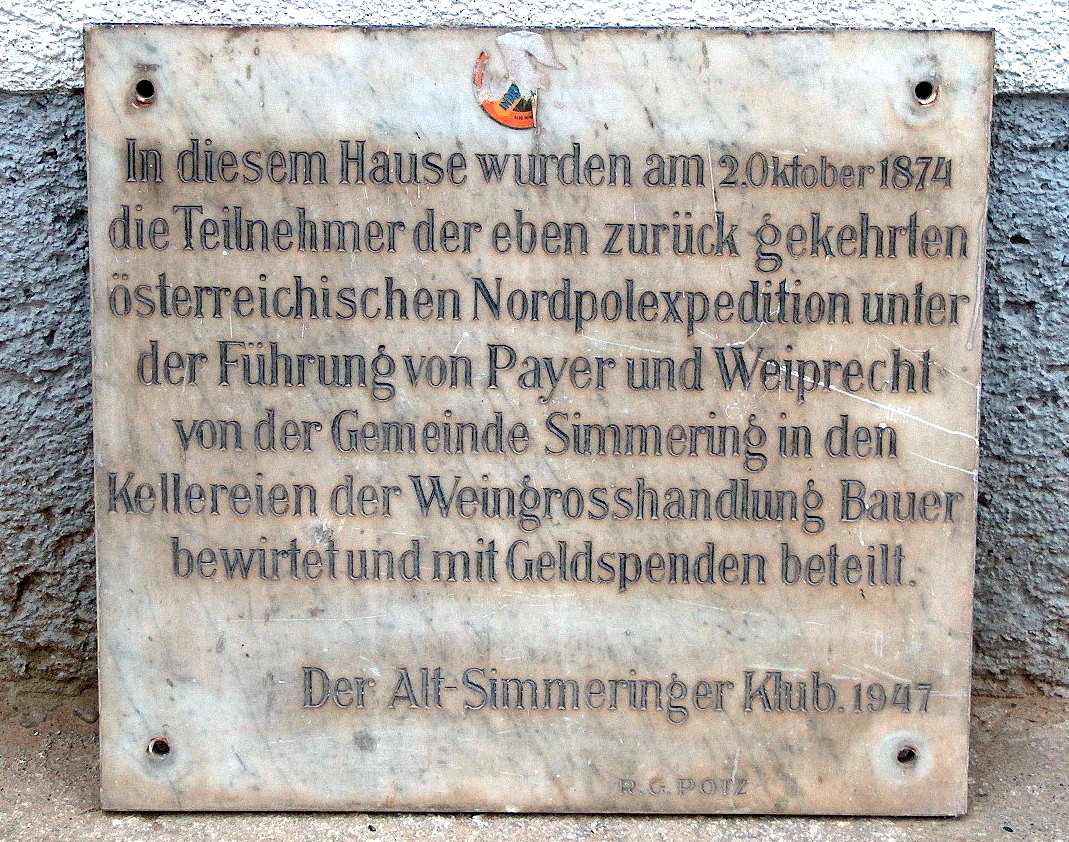 In diesem Hause wurden am 2.Oktober 1874
die Teilnehmer der eben zurück gekehrten
österreichischen Nordpolexpedition unter
der Führung von Payer und Weiprecht
von der Gemeinde Simmering in den
Kellereien der Weingrosshandlung Bauer
bewirtet und mit Geldspenden beteilt.
Der Alt-Simmeringer Klub. 1947
R.G. POTZ